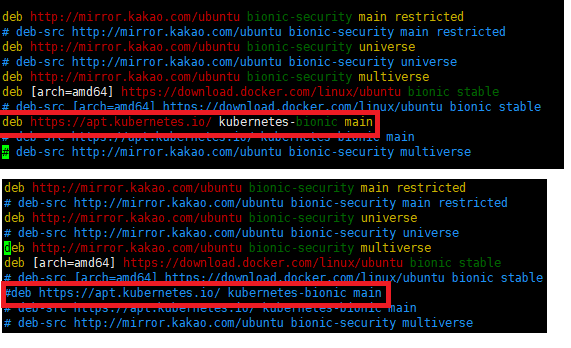 deb http://mirror.kakao.com/ubuntu bionic-security main restricted
# deb-src http://mirror.kakao.com/ubuntu bionic-security main restricted
deb http://mirror.kakao.com/ubuntu bionic-security universe
# deb-src http://mirror.kakao.com/ubuntu bionic-security universe
deb http://mirror.kakao.com/ubuntu bionic-security multiverse
deb [arch=amd64] https://download.docker.com/linux/ubuntu bionic stable
# deb-src [arch=amd64] https://download.docker.com/linux/ubuntu bionic stable
deb https://apt.kubernetes.io/ kubernetes-bionic main
# deb-src https://apt.kubernetes.io/ kubernetes-bionic main
# deb-src http://mirror.kakao.com/ubuntu bionic-security multiverse
deb http://mirror.kakao.com/ubuntu bionic-security main restricted
# deb-src http://mirror.kakao.com/ubuntu bionic-security main restricted
deb http://mirror.kakao.com/ubuntu bionic-security universe
# deb-src http://mirror.kakao.com/ubuntu bionic-security universe
deb http://mirror.kakao.com/ubuntu bionic-security multiverse
deb [arch=amd64] https://download.docker.com/linux/ubuntu bionic stable
# deb-src [arch=amd64] https://download.docker.com/linux/ubuntu bionic stable
#deb https://apt.kubernetes.io/ kubernetes-bionic main
# deb-src https://apt.kubernetes.io/ kubernetes-bionic main
# deb-src http://mirror.kakao.com/ubuntu bionic-security multiverse